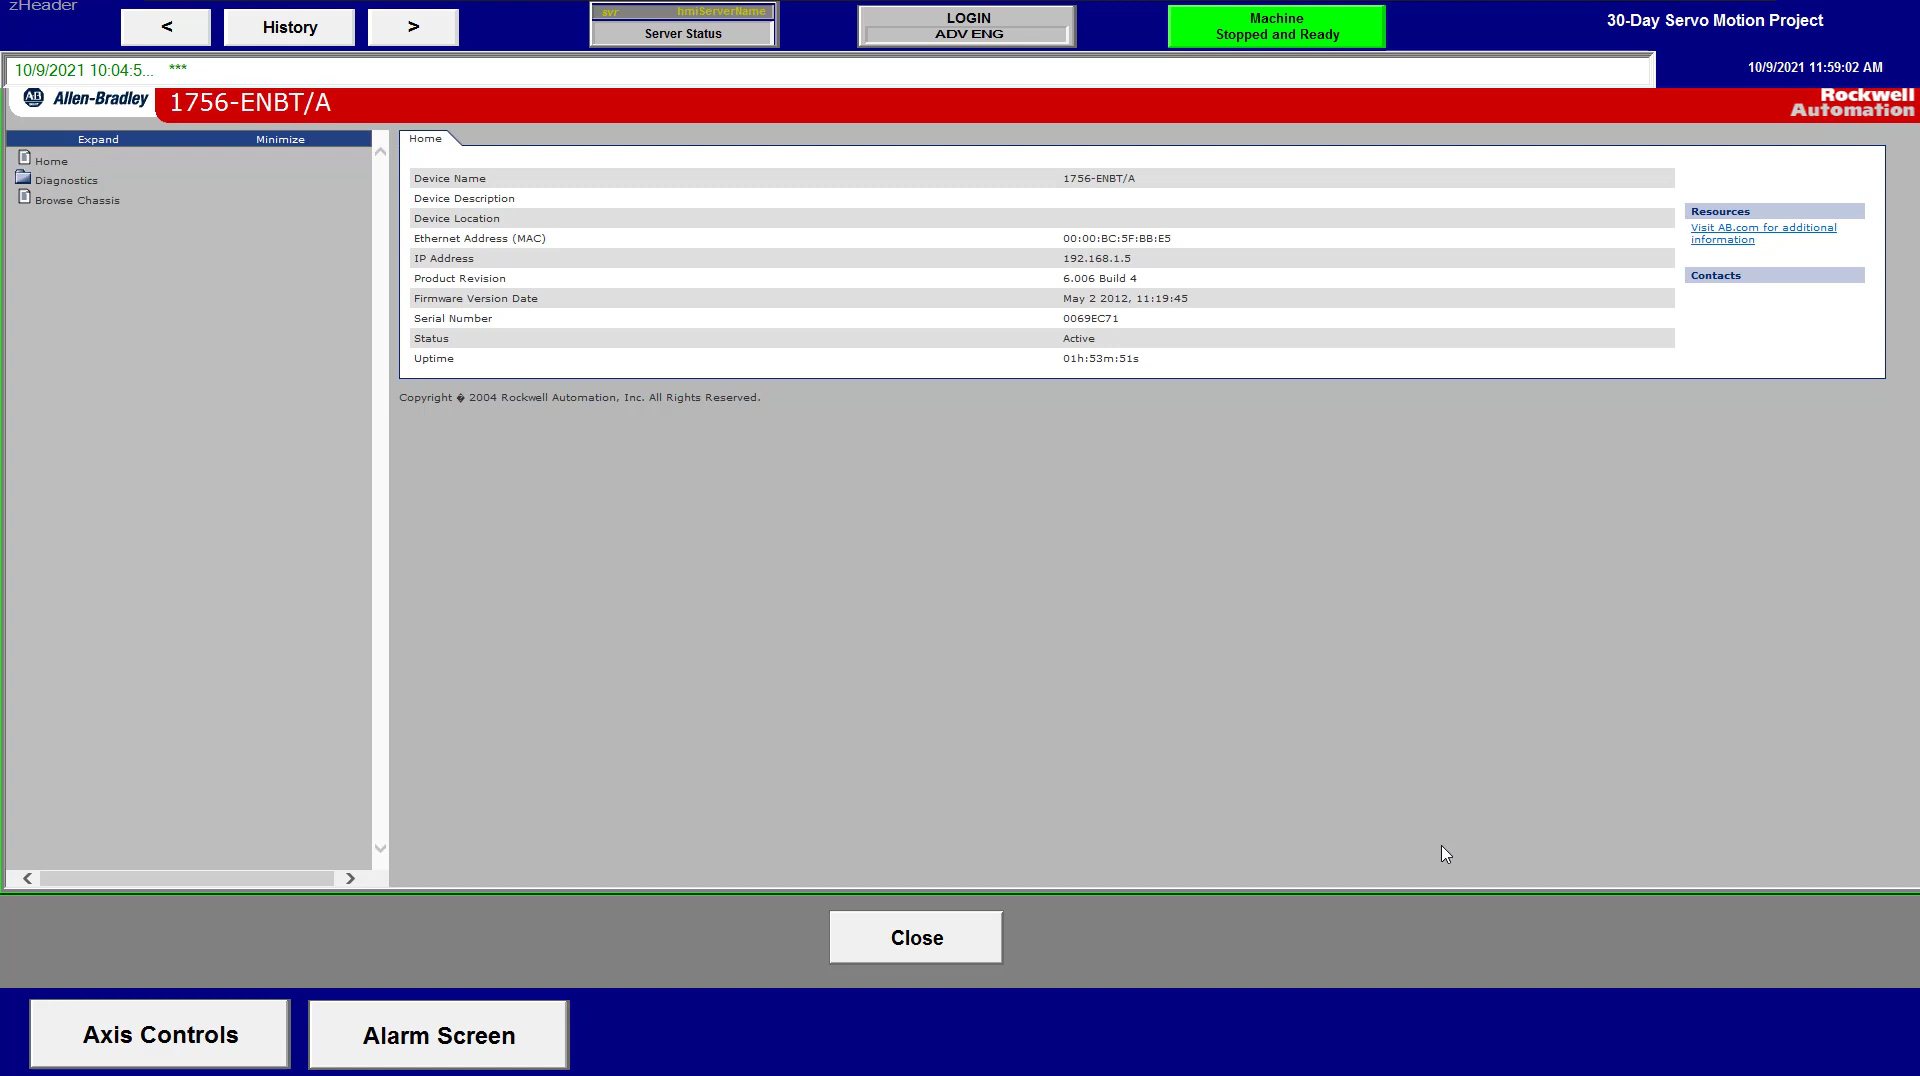 zHeader
<
History
>
svr hmiServerName
Server Status
LOGIN
ADV ENG
Machine
Stopped and Ready
30-Day Servo Motion Project
10/9/2021 10:04:5... ***
10/9/2021 11:59:02 AM
AB Allen-Bradley
1756-ENBT/A
Rockwell
Automation
Expand Minimize
Home
Diagnostics
Browse Chassis
Home
Device Name 1756-ENBT/A
Device Description
Device Location
Ethernet Address (MAC) 00:00:BC:5F:BB:E5
IP Address 192.168.1.5
Product Revision 6.006 Build 4
Firmware Version Date May 2 2012, 11:19:45
Serial Number 0069EC71
Status Active
Uptime 01h:53m:51s
Resources
Visit AB.com for additional
information
Contacts
Copyright � 2004 Rockwell Automation, Inc. All Rights Reserved.
Close
Axis Controls
Alarm Screen